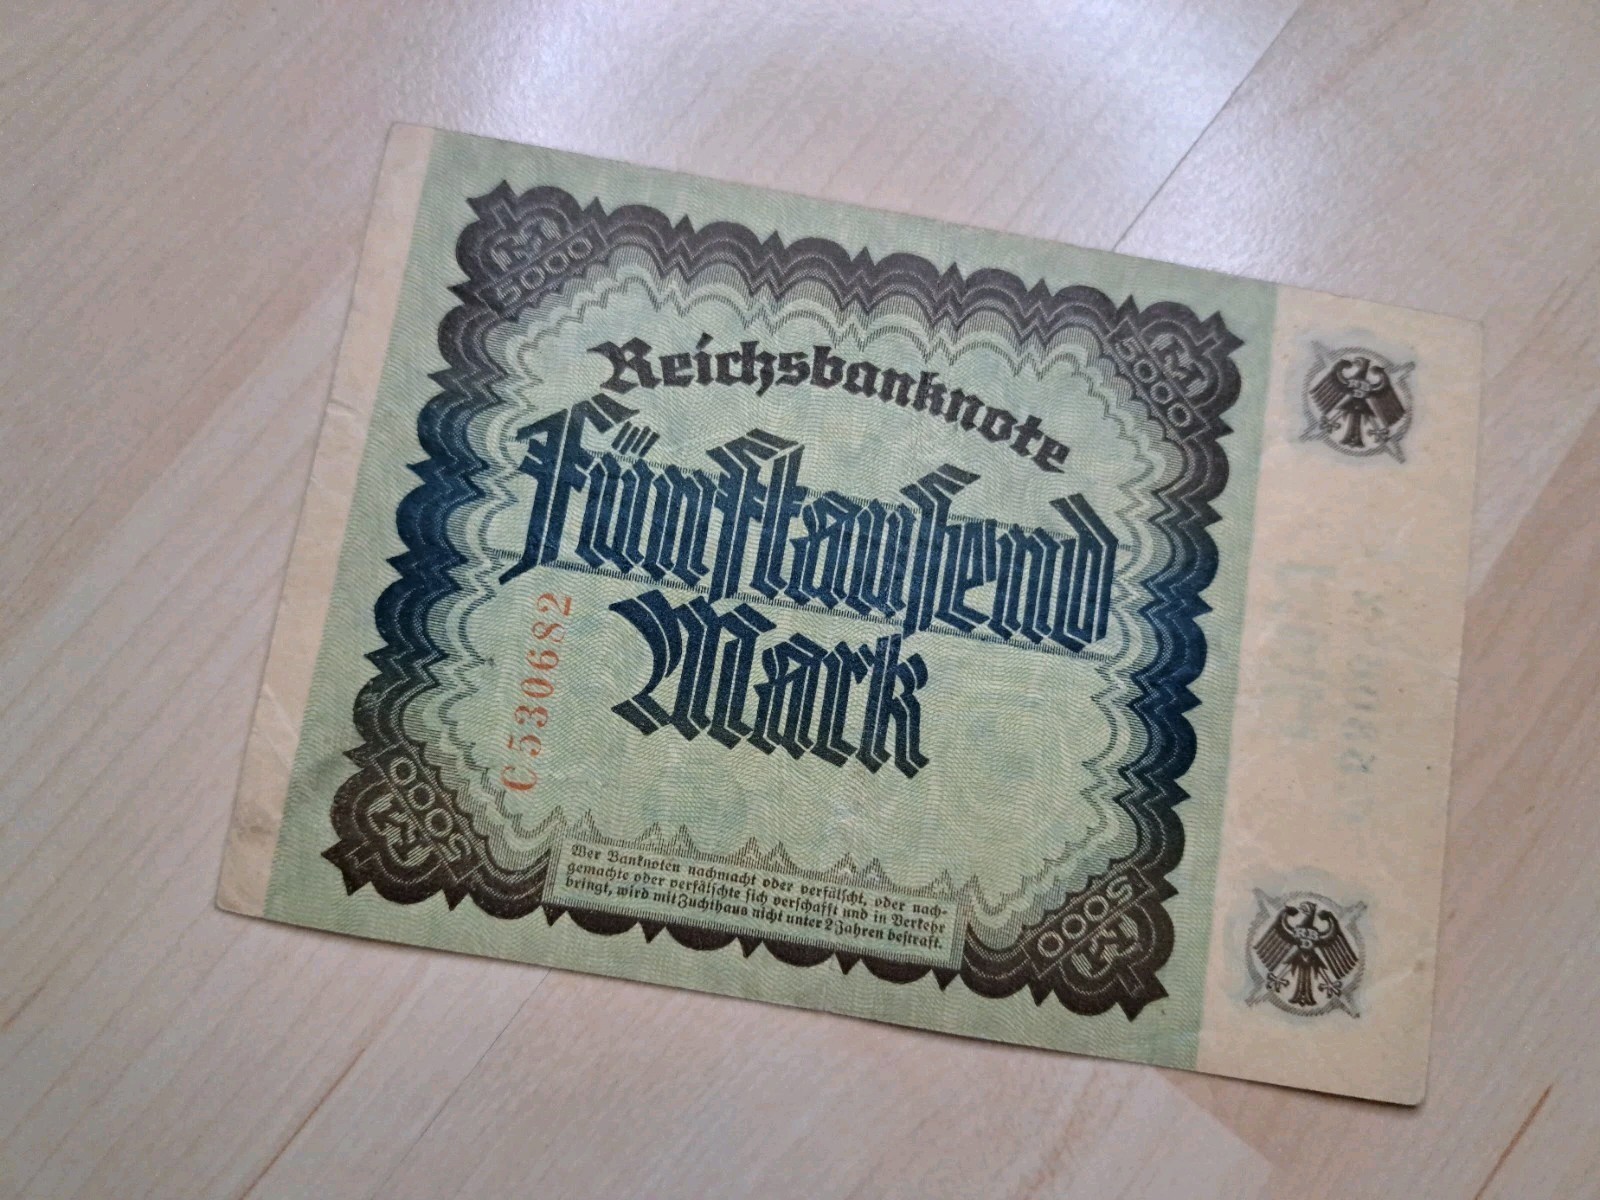 M
5000
M
5000
Reichsbanknote
Fünftausend
Mark
C·530682
5000
M
5000
M
Wer Banknoten nachmacht oder verfälscht, oder nach-
gemachte oder verfälschte sich verschafft und in Verkehr
bringt, wird mit Zuchthaus nicht unter 2 Jahren bestraft.
RB
D